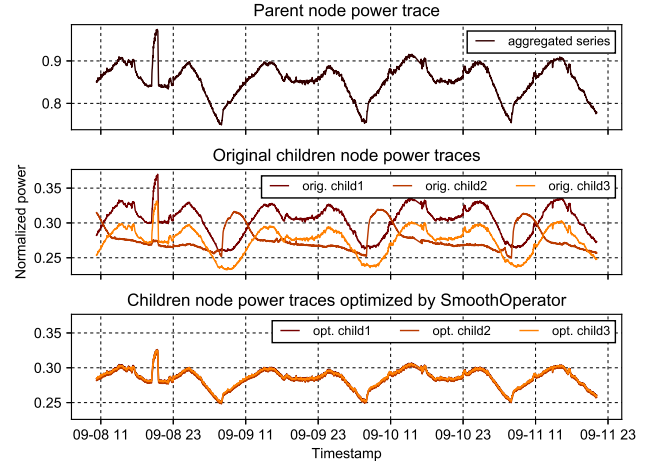 Parent node power trace
aggregated series
0.9
0.8
Original children node power traces
orig. child1 orig. child2 orig. child3
0.35
0.30
0.25
Normalized power
Children node power traces optimized by SmoothOperator
opt. child1 opt. child2 opt. child3
0.35
0.30
0.25
09-08 11 09-08 23 09-09 11 09-09 23 09-10 11 09-10 23 09-11 11 09-11 23
Timestamp